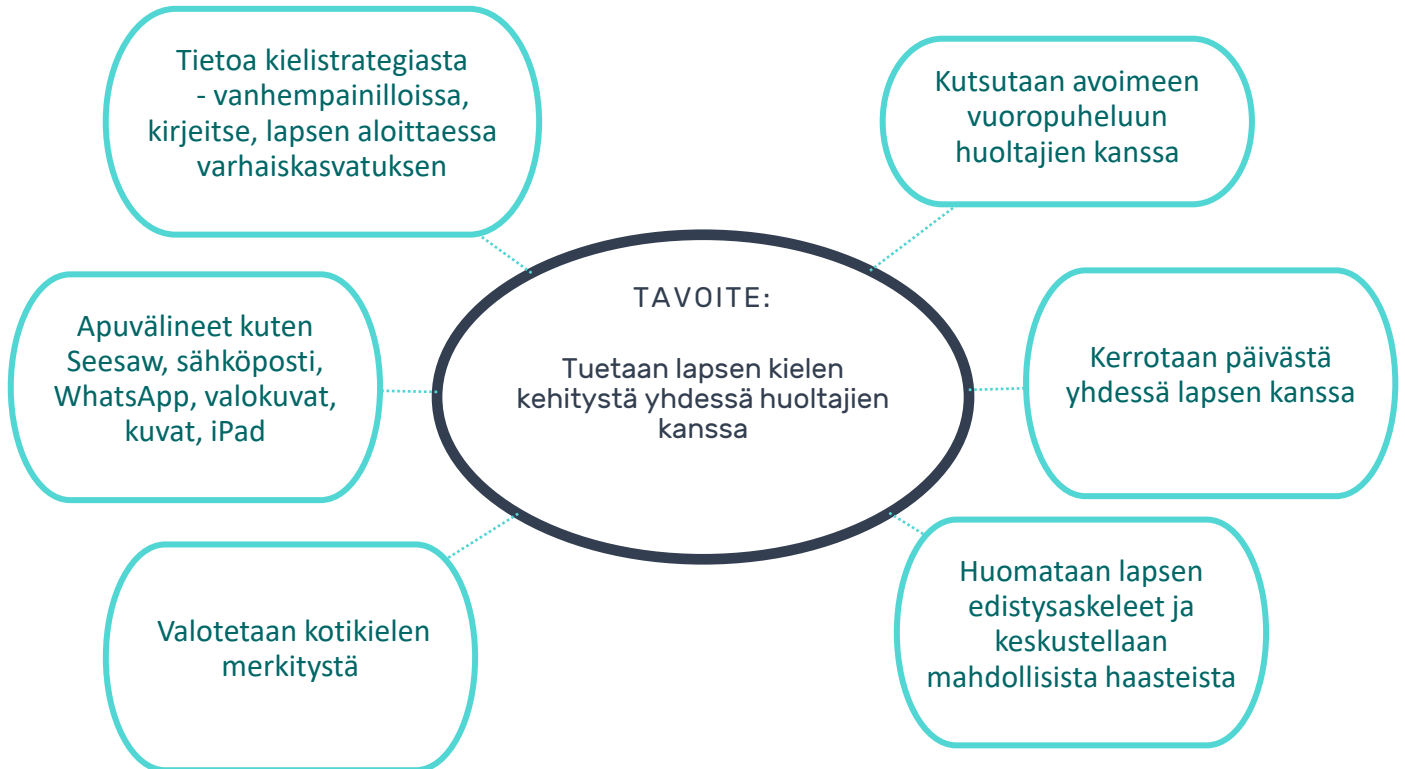 Tietoa kielistrategiasta
- vanhempainilloissa,
kirjeitse, lapsen aloittaessa
varhaiskasvatuksen
Kutsutaan avoimeen
vuoropuheluun
huoltajien kanssa
Apuvälineet kuten
Seesaw, sähköposti,
WhatsApp, valokuvat,
kuvat, iPad
TAVOITE:
Tuetaan lapsen kielen
kehitystä yhdessä huoltajien
kanssa
Kerrotaan päivästä
yhdessä lapsen kanssa
Valotetaan kotikielen
merkitystä
Huomataan lapsen
edistysaskeleet ja
keskustellaan
mahdollisista haasteista